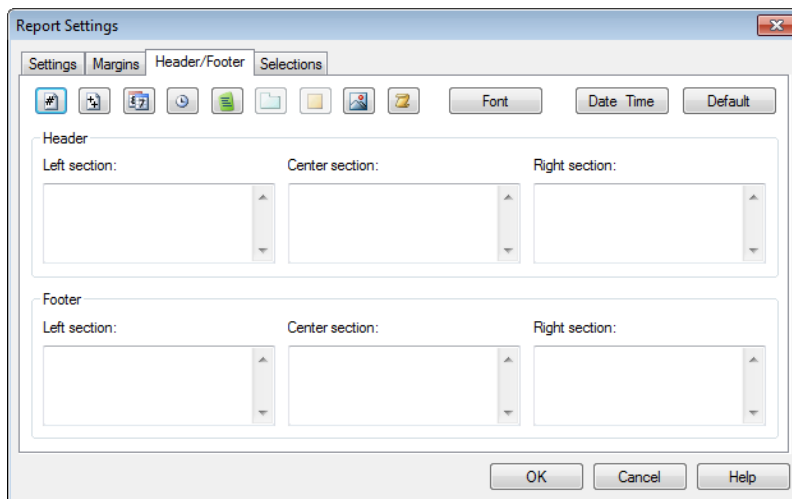 Report Settings
Settings Margins Header/Footer Selections
Font Date Time Default
Header
Left section: Center section: Right section:
Footer
Left section: Center section: Right section:
OK Cancel Help